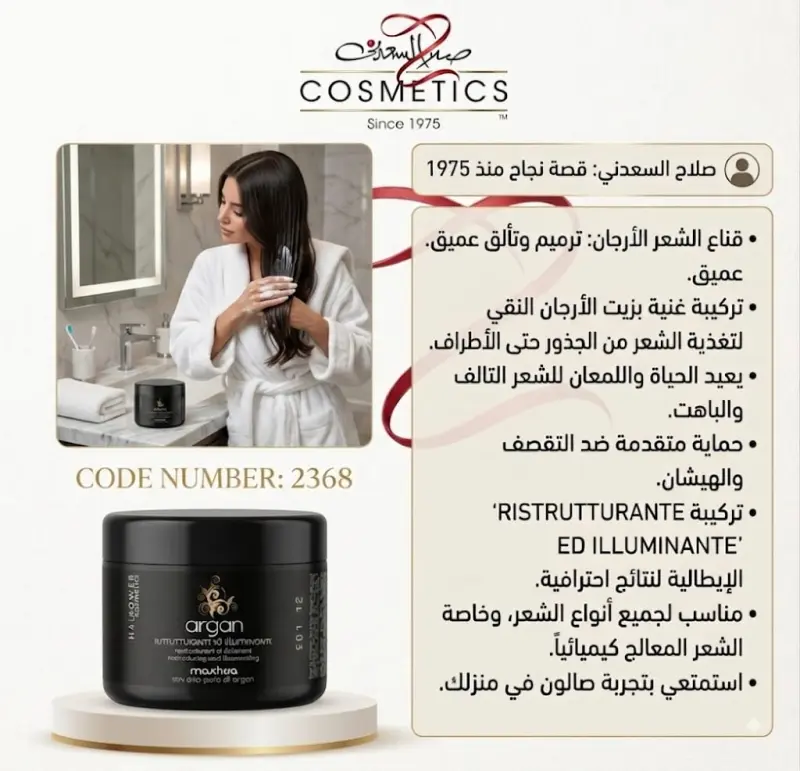 صلاح السعدني
COSMETICS
Since 1975
TM
صلاح السعدني: قصة نجاح منذ 1975
• قناع الشعر الأرجان: ترميم وتألق عميق.
عميق.
• تركيبة غنية بزيت الأرجان النقي
لتغذية الشعر من الجذور حتى الأطراف.
• يعيد الحياة واللمعان للشعر التالف
والباهت.
• حماية متقدمة ضد التقصف
والهيشان.
• تركيبة 'RISTRUTTURANTE
ED ILLUMINANTE'
الإيطالية لنتائج احترافية.
• مناسب لجميع أنواع الشعر، وخاصة
الشعر المعالج كيميائياً.
• استمتعي بتجربة صالون في منزلك.
CODE NUMBER: 2368
argan
maxhera